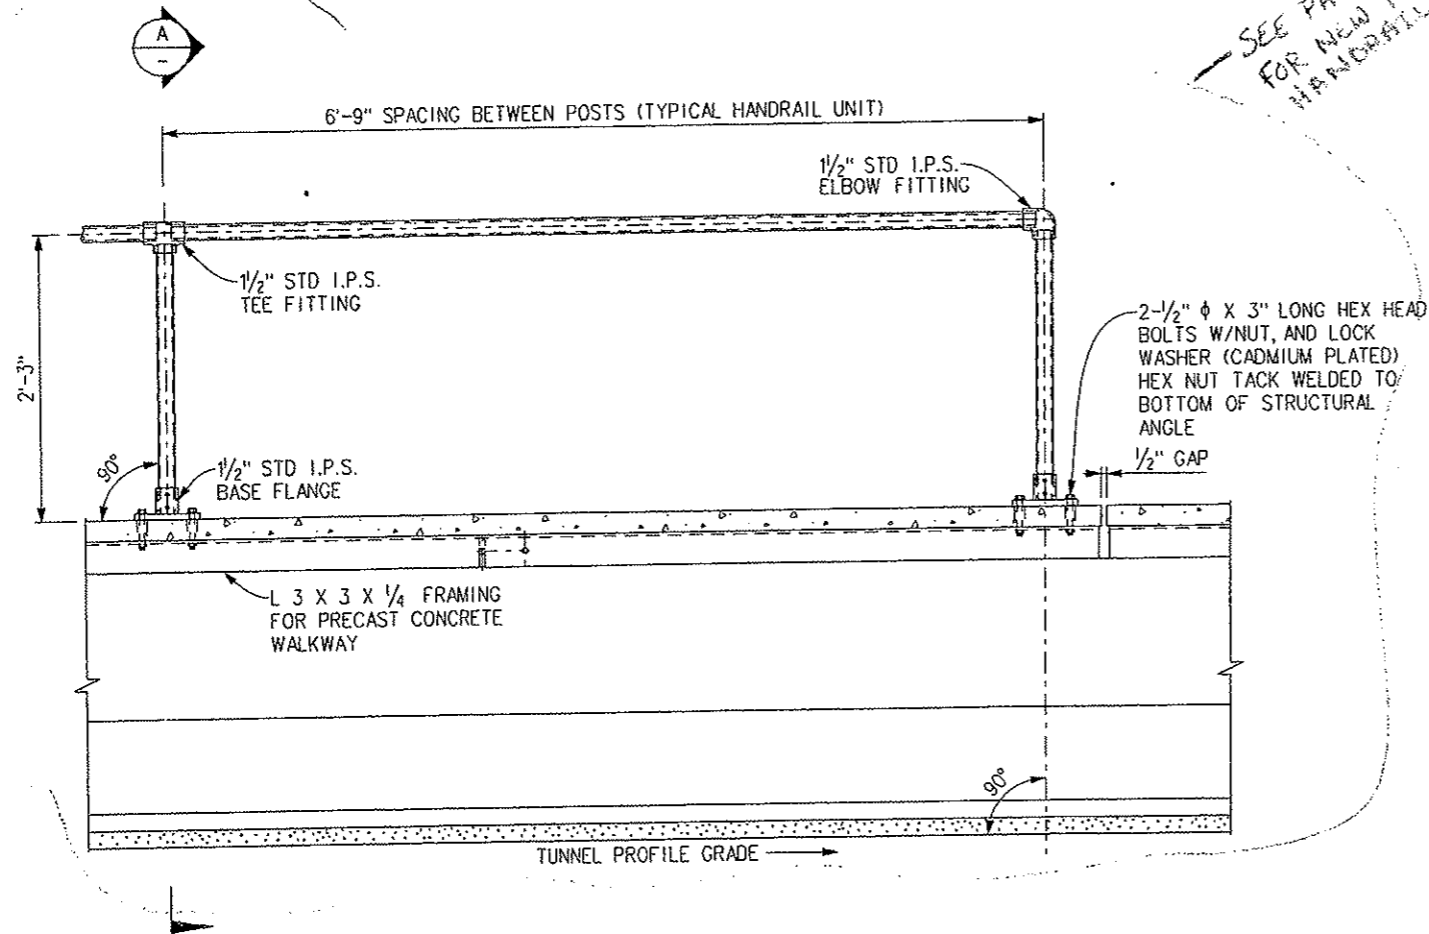 A
-
SEE
FOR NEW
HANDRAIL
6'-9" SPACING BETWEEN POSTS (TYPICAL HANDRAIL UNIT)
1½" STD I.P.S.
ELBOW FITTING
1½" STD I.P.S.
TEE FITTING
2'-3"
2-½" ϕ X 3" LONG HEX HEAD
BOLTS W/NUT, AND LOCK
WASHER (CADMIUM PLATED)
HEX NUT TACK WELDED TO
BOTTOM OF STRUCTURAL
ANGLE
½" GAP
90°
1½" STD I.P.S.
BASE FLANGE
L 3 X 3 X ¼ FRAMING
FOR PRECAST CONCRETE
WALKWAY
90°
TUNNEL PROFILE GRADE